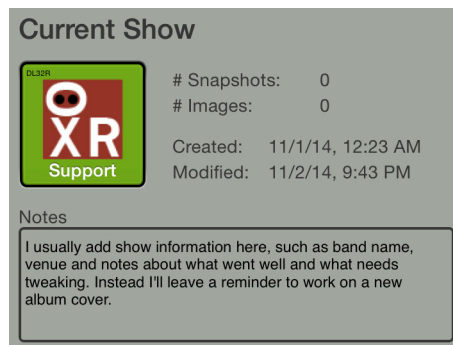 Current Show
DL32R
XR
Support
# Snapshots: 0
# Images: 0
Created: 11/1/14, 12:23 AM
Modified: 11/2/14, 9:43 PM
Notes
I usually add show information here, such as band name,
venue and notes about what went well and what needs
tweaking. Instead I'll leave a reminder to work on a new
album cover.